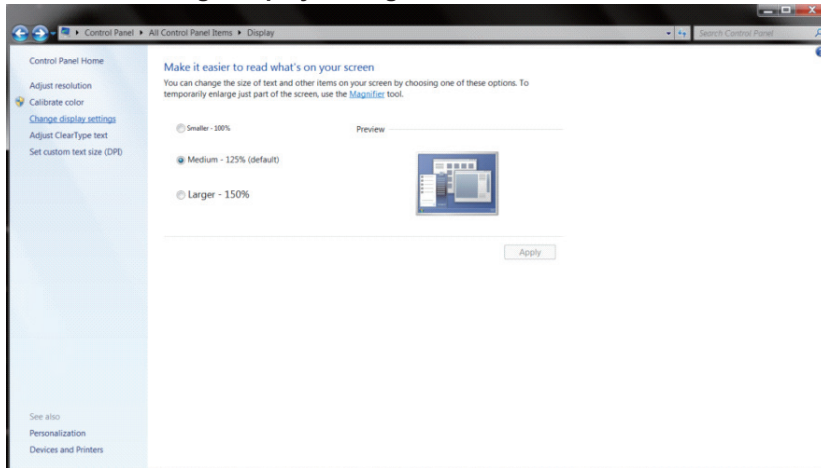 Control Panel ▸ All Control Panel Items ▸ Display
Search Control Panel
Control Panel Home
Adjust resolution
Calibrate color
Change display settings
Adjust ClearType text
Set custom text size (DPI)
See also
Personalization
Devices and Printers
Make it easier to read what's on your screen
You can change the size of text and other items on your screen by choosing one of these options. To
temporarily enlarge just part of the screen, use the Magnifier tool.
Smaller - 100%
Preview
Medium - 125% (default)
Larger - 150%
Apply